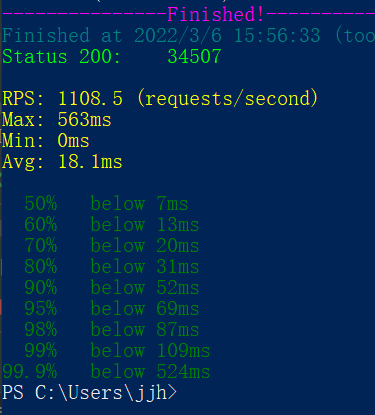 ---------------Finished!----------
Finished at 2022/3/6 15:56:33 (too
Status 200:    34507
RPS: 1108.5 (requests/second)
Max: 563ms
Min: 0ms
Avg: 18.1ms
50%   below 7ms
60%   below 13ms
70%   below 20ms
80%   below 31ms
90%   below 52ms
95%   below 69ms
98%   below 87ms
99%   below 109ms
99.9%   below 524ms
PS C:\Users\jjh>